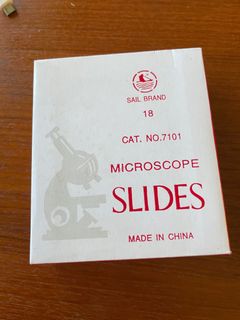 SAIL BRAND
18
CAT. NO.7101
MICROSCOPE
SLIDES
MADE IN CHINA